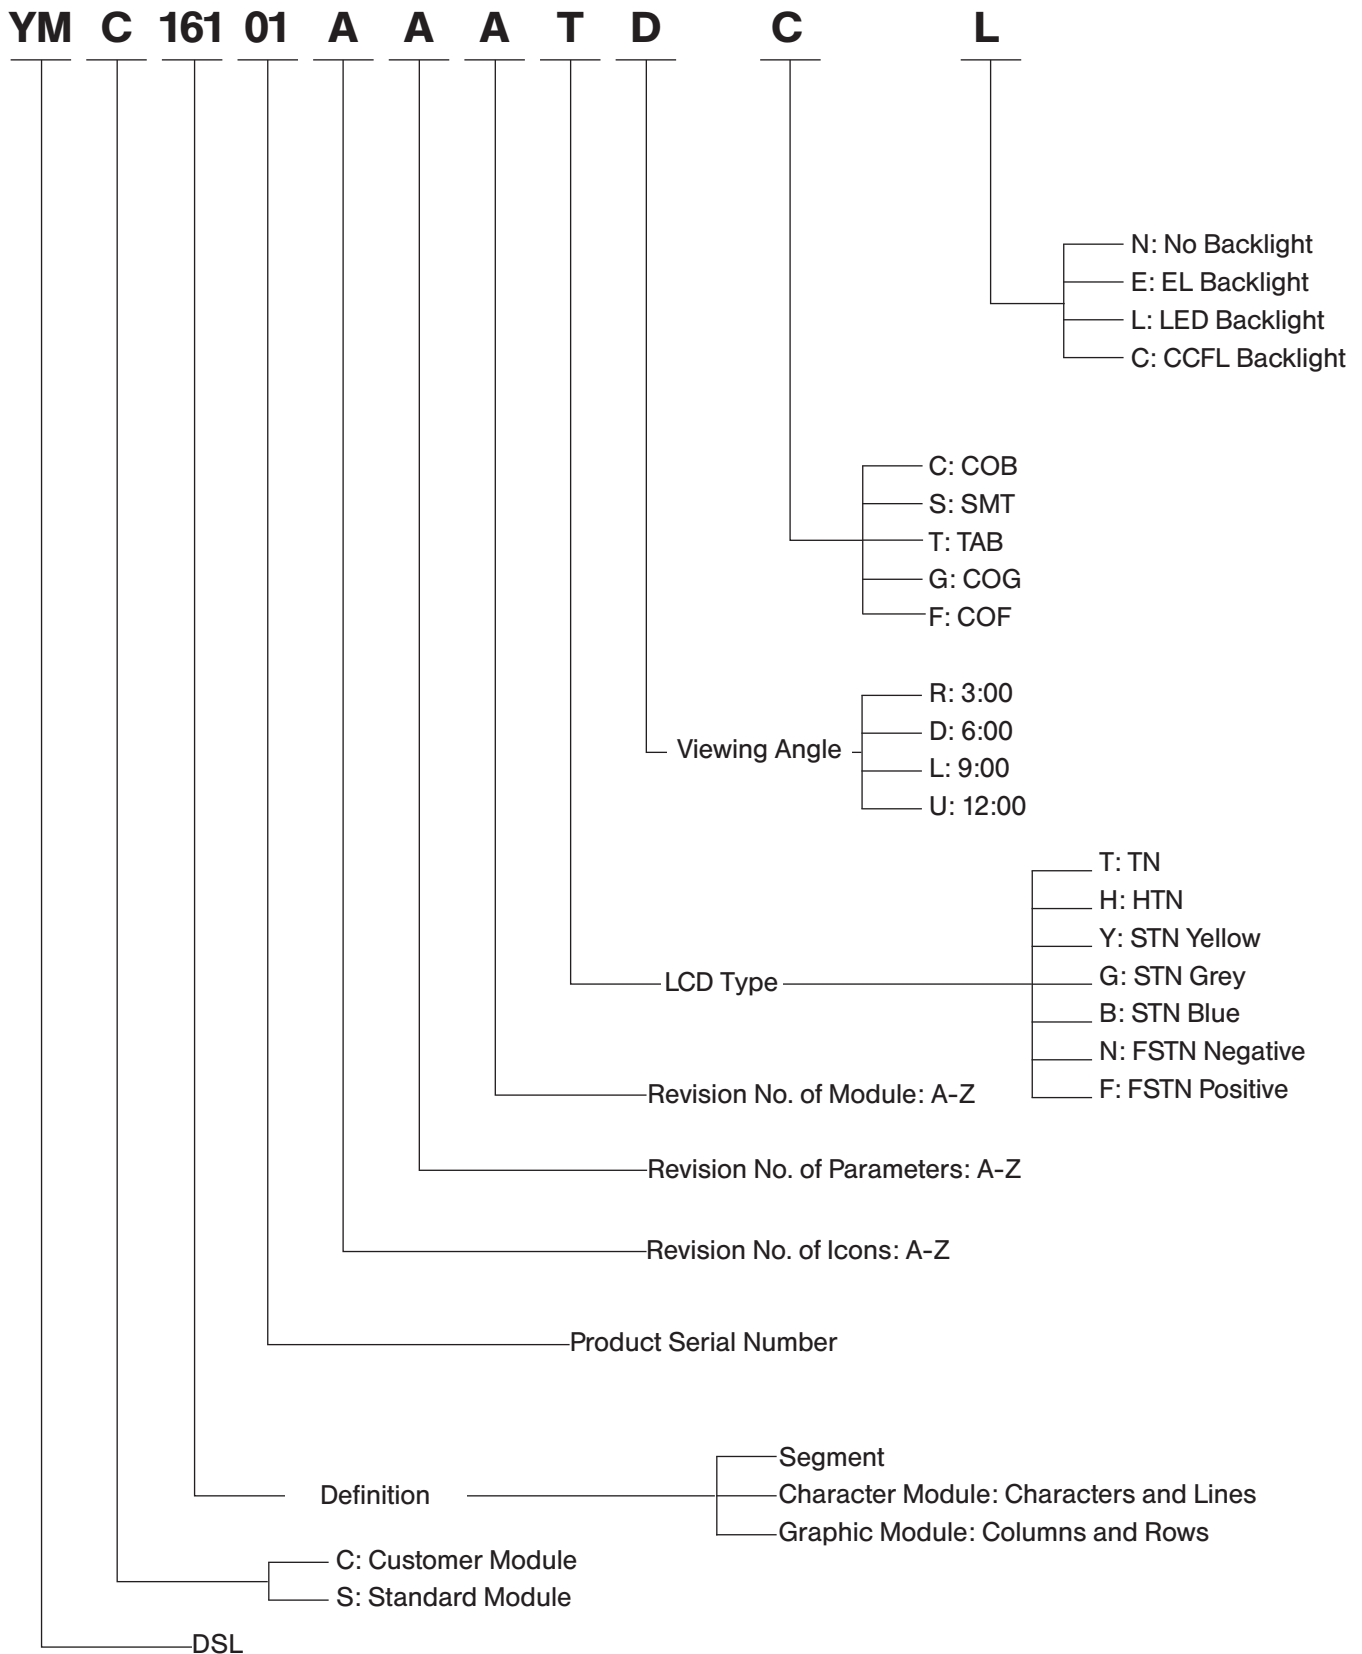 YM C 161 01 A A A T D C L
N: No Backlight
E: EL Backlight
L: LED Backlight
C: CCFL Backlight
C: COB
S: SMT
T: TAB
G: COG
F: COF
Viewing Angle
R: 3:00
D: 6:00
L: 9:00
U: 12:00
LCD Type
T: TN
H: HTN
Y: STN Yellow
G: STN Grey
B: STN Blue
N: FSTN Negative
F: FSTN Positive
Revision No. of Module: A-Z
Revision No. of Parameters: A-Z
Revision No. of Icons: A-Z
Product Serial Number
Definition
Segment
Character Module: Characters and Lines
Graphic Module: Columns and Rows
C: Customer Module
S: Standard Module
DSL